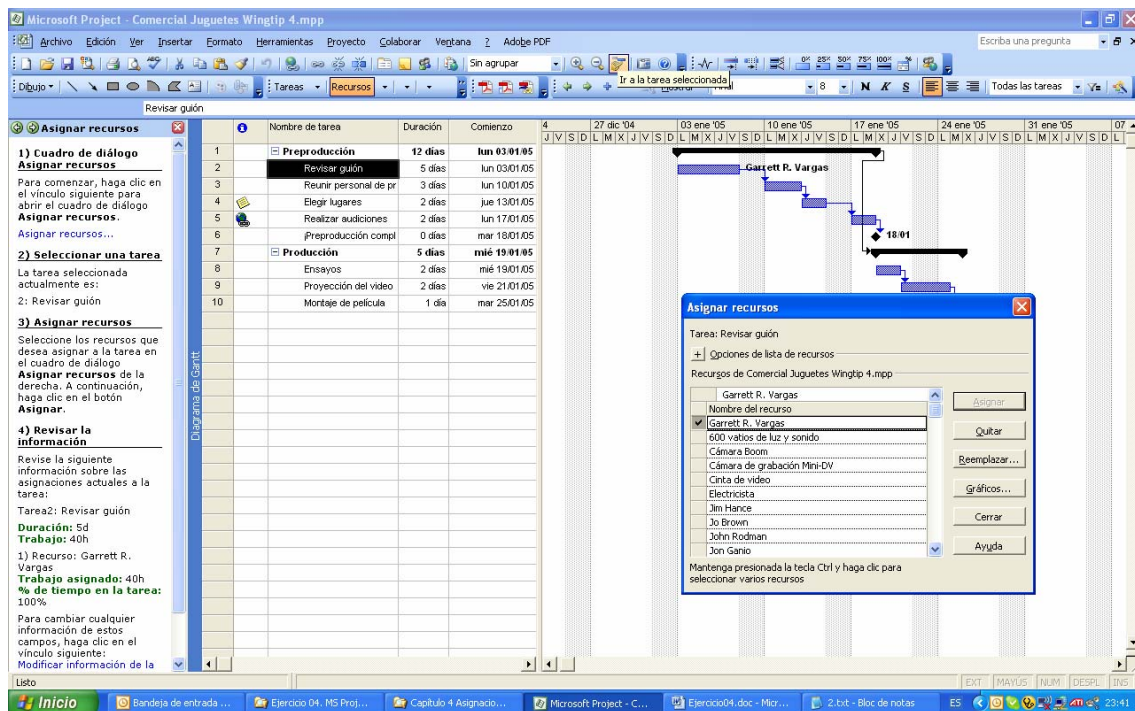 Microsoft Project - Comercial Juguetes Wingtip 4.mpp
Archivo Edición Ver Insertar Formato Herramientas Proyecto Colaborar Ventana ? Adobe PDF Escriba una pregunta
Sin agrupar 0% 25% 50% 75% 100%
Ir a la tarea seleccionada
Dibujo Tareas Recursos Mostrar 8 N K S Todas las tareas
Revisar guión
Asignar recursos
1) Cuadro de diálogo
Asignar recursos
Para comenzar, haga clic en
el vínculo siguiente para
abrir el cuadro de diálogo
Asignar recursos.
Asignar recursos...
2) Seleccionar una tarea
La tarea seleccionada
actualmente es:
2: Revisar guión
3) Asignar recursos
Seleccione los recursos que
desea asignar a la tarea en
el cuadro de diálogo
Asignar recursos de la
derecha. A continuación,
haga clic en el botón
Asignar.
4) Revisar la
información
Revise la siguiente
información sobre las
asignaciones actuales a la
tarea:
Tarea2: Revisar guión
Duración: 5d
Trabajo: 40h
1) Recurso: Garrett R.
Vargas
Trabajo asignado: 40h
% de tiempo en la tarea:
100%
Para cambiar cualquier
información de estos
campos, haga clic en el
vínculo siguiente:
Modificar información de la
Diagrama de Gantt
Nombre de tarea Duración Comienzo
1 Preproducción 12 días lun 03/01/05
2 Revisar guión 5 días lun 03/01/05
3 Reunir personal de pr 3 días lun 10/01/05
4 Elegir lugares 2 días jue 13/01/05
5 Realizar audiciones 2 días lun 17/01/05
6 ¡Preproducción compl 0 días mar 18/01/05
7 Producción 5 días mié 19/01/05
8 Ensayos 2 días mié 19/01/05
9 Proyección del video 2 días vie 21/01/05
10 Montaje de película 1 día mar 25/01/05
4 27 dic '04 03 ene '05 10 ene '05 17 ene '05 24 ene '05 31 ene '05 07
J V S D L M X J V S D L M X J V S D L M X J V S D L M X J V S D L M X J V S D L M X J V S D L
Garrett R. Vargas
18/01
Asignar recursos
Tarea: Revisar guión
+ Opciones de lista de recursos
Recursos de Comercial Juguetes Wingtip 4.mpp
Garrett R. Vargas
Nombre del recurso
Garrett R. Vargas
600 vatios de luz y sonido
Cámara Boom
Cámara de grabación Mini-DV
Cinta de video
Electricista
Jim Hance
Jo Brown
John Rodman
Jon Ganio
Asignar
Quitar
Reemplazar...
Gráficos...
Cerrar
Ayuda
Mantenga presionada la tecla Ctrl y haga clic para
seleccionar varios recursos
Listo EXT MAYÚS NUM DESPL INS
Inicio Bandeja de entrada ... Ejercicio 04. MS Proj... Capitulo 4 Asignacio... Microsoft Project - C... Ejercicio04.doc - Micr... 2.txt - Bloc de notas ES 23:41